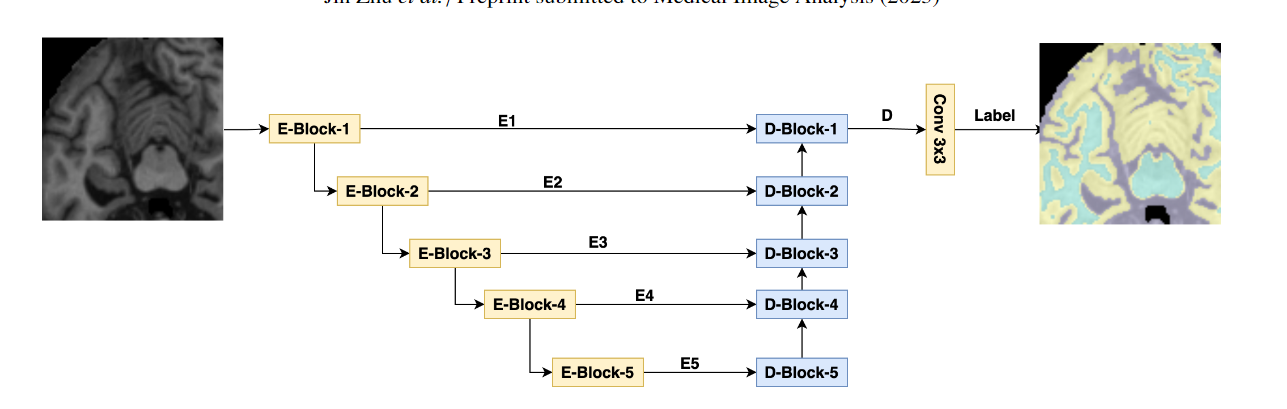 Jin Zhu et al. / Preprint submitted to Medical Image Analysis (2023)
E-Block-1
E1
D-Block-1
D
Conv 3x3
Label
E-Block-2
E2
D-Block-2
E-Block-3
E3
D-Block-3
E-Block-4
E4
D-Block-4
E-Block-5
E5
D-Block-5